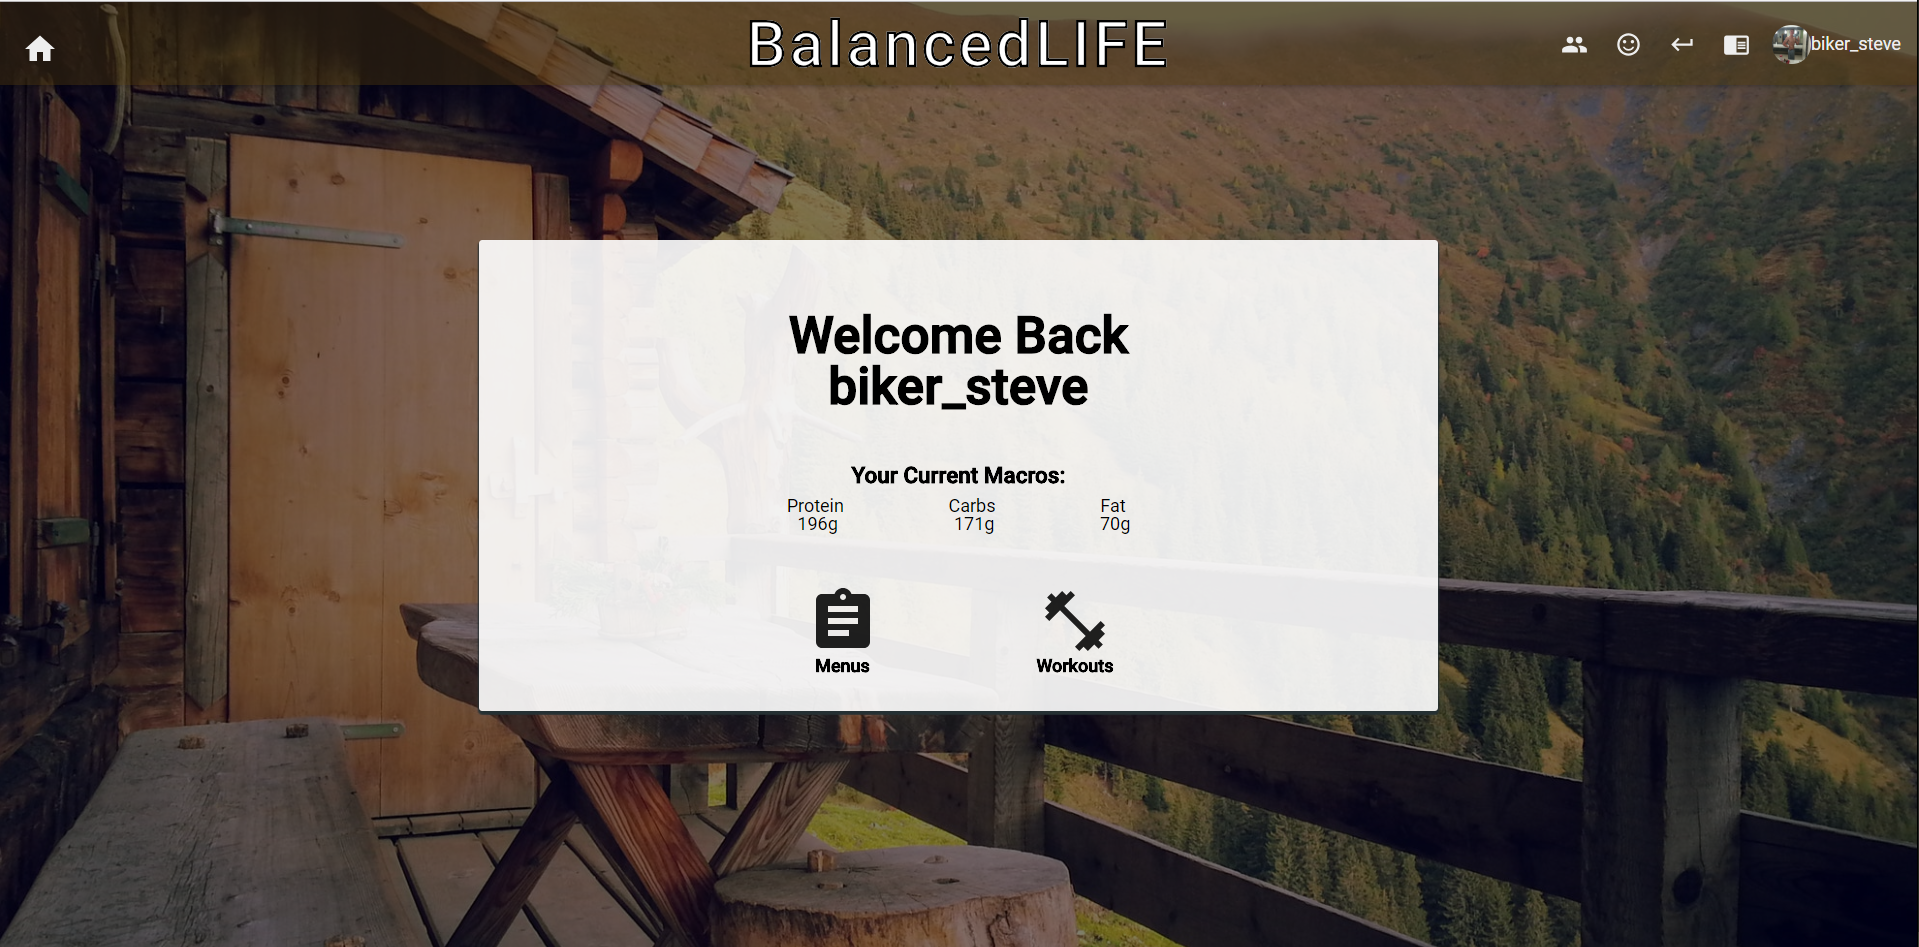 BalancedLIFE
biker_steve
Welcome Back
biker_steve
Your Current Macros:
Protein Carbs Fat
196g 171g 70g
Menus Workouts